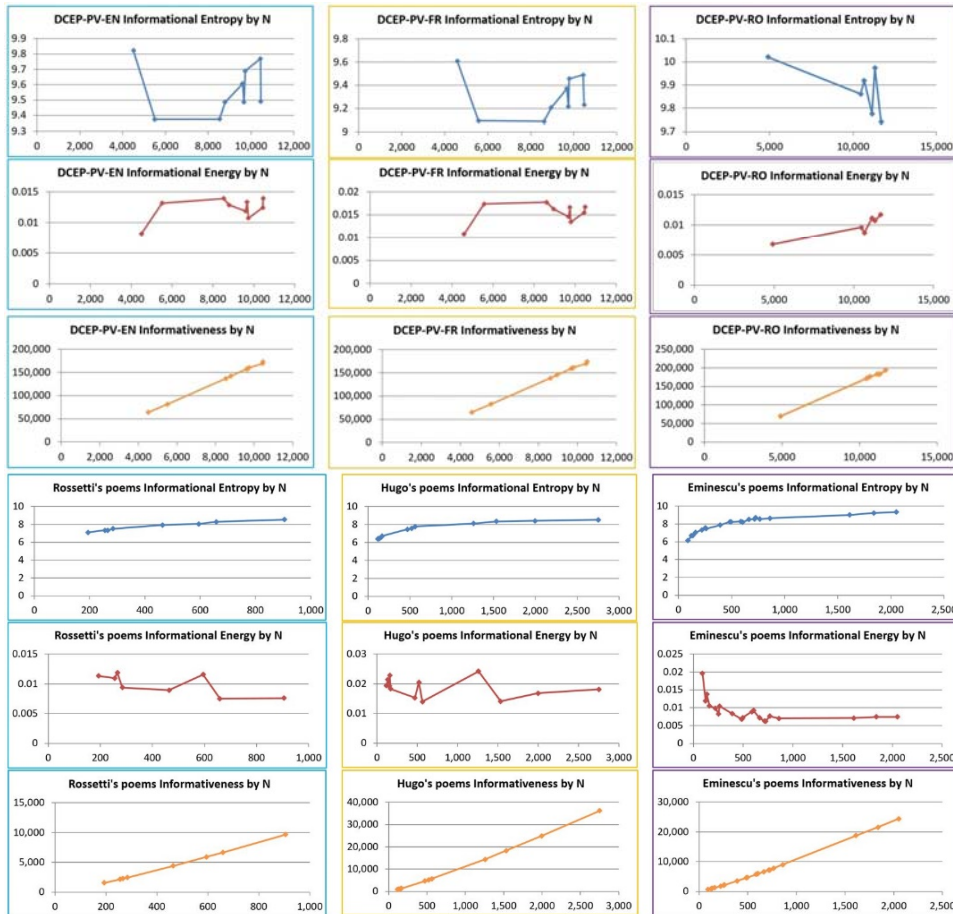 DCEP-PV-EN Informational Entropy by N
9.9
9.8
9.7
9.6
9.5
9.4
9.3
0 2,000 4,000 6,000 8,000 10,000 12,000
DCEP-PV-FR Informational Entropy by N
9.8
9.6
9.4
9.2
9
0 2,000 4,000 6,000 8,000 10,000 12,000
DCEP-PV-RO Informational Entropy by N
10.1
10
9.9
9.8
9.7
0 5,000 10,000 15,000
DCEP-PV-EN Informational Energy by N
0.015
0.01
0.005
0
0 2,000 4,000 6,000 8,000 10,000 12,000
DCEP-PV-FR Informational Energy by N
0.02
0.015
0.01
0.005
0
0 2,000 4,000 6,000 8,000 10,000 12,000
DCEP-PV-RO Informational Energy by N
0.015
0.01
0.005
0
0 5,000 10,000 15,000
DCEP-PV-EN Informativeness by N
200,000
150,000
100,000
50,000
0
0 2,000 4,000 6,000 8,000 10,000 12,000
DCEP-PV-FR Informativeness by N
200,000
150,000
100,000
50,000
0
0 2,000 4,000 6,000 8,000 10,000 12,000
DCEP-PV-RO Informativeness by N
250,000
200,000
150,000
100,000
50,000
0
0 5,000 10,000 15,000
Rossetti's poems Informational Entropy by N
10
8
6
4
2
0
0 200 400 600 800 1,000
Hugo's poems Informational Entropy by N
10
8
6
4
2
0
0 500 1,000 1,500 2,000 2,500 3,000
Eminescu's poems Informational Entropy by N
10
8
6
4
2
0
0 500 1,000 1,500 2,000 2,500
Rossetti's poems Informational Energy by N
0.015
0.01
0.005
0
0 200 400 600 800 1,000
Hugo's poems Informational Energy by N
0.03
0.02
0.01
0
0 500 1,000 1,500 2,000 2,500 3,000
Eminescu's poems Informational Energy by N
0.025
0.02
0.015
0.01
0.005
0
0 500 1,000 1,500 2,000 2,500
Rossetti's poems Informativeness by N
15,000
10,000
5,000
0
0 200 400 600 800 1,000
Hugo's poems Informativeness by N
40,000
30,000
20,000
10,000
0
0 500 1,000 1,500 2,000 2,500 3,000
Eminescu's poems Informativeness by N
30,000
20,000
10,000
0
0 500 1,000 1,500 2,000 2,500